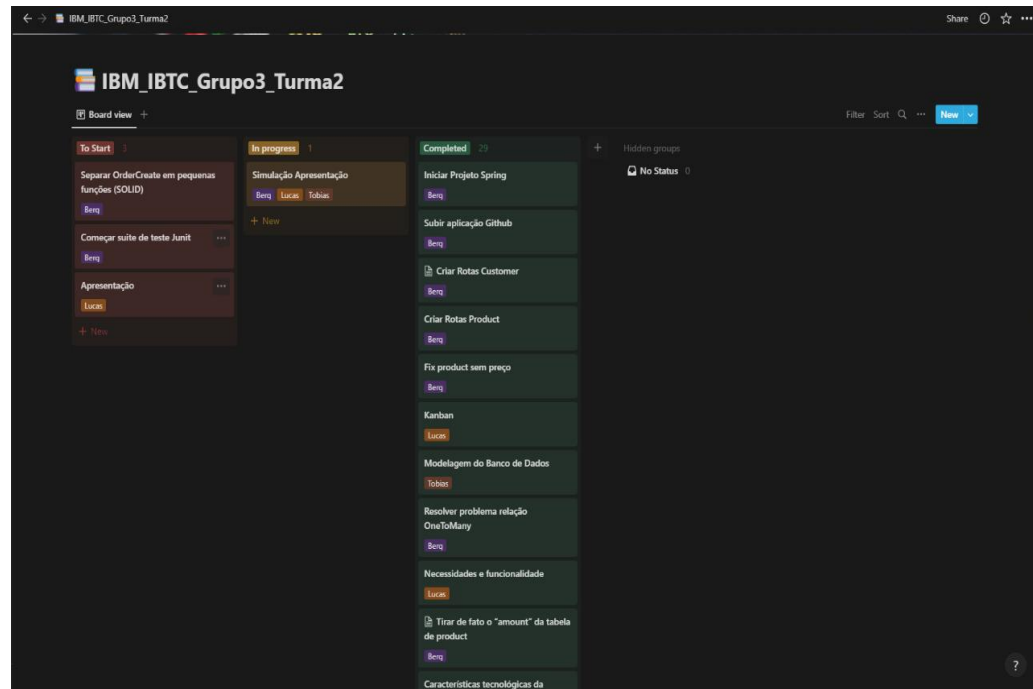 IBM_IBTC_Grupo3_Turma2
Share
IBM_IBTC_Grupo3_Turma2
Board view
Filter Sort New
To Start 3
Separar OrderCreate em pequenas
funções (SOLID)
Berq
Começar suite de teste Junit
Berq
Apresentação
Lucas
+ New
In progress 1
Simulação Apresentação
Berq Lucas Tobias
+ New
Completed 29
Iniciar Projeto Spring
Berq
Subir aplicação Github
Berq
Criar Rotas Customer
Berq
Criar Rotas Product
Berq
Fix product sem preço
Berq
Kanban
Lucas
Modelagem do Banco de Dados
Tobias
Resolver problema relação
OneToMany
Berq
Necessidades e funcionalidade
Lucas
Tirar de fato o "amount" da tabela
de product
Berq
Características tecnológicas da
Hidden groups
No Status 0
?